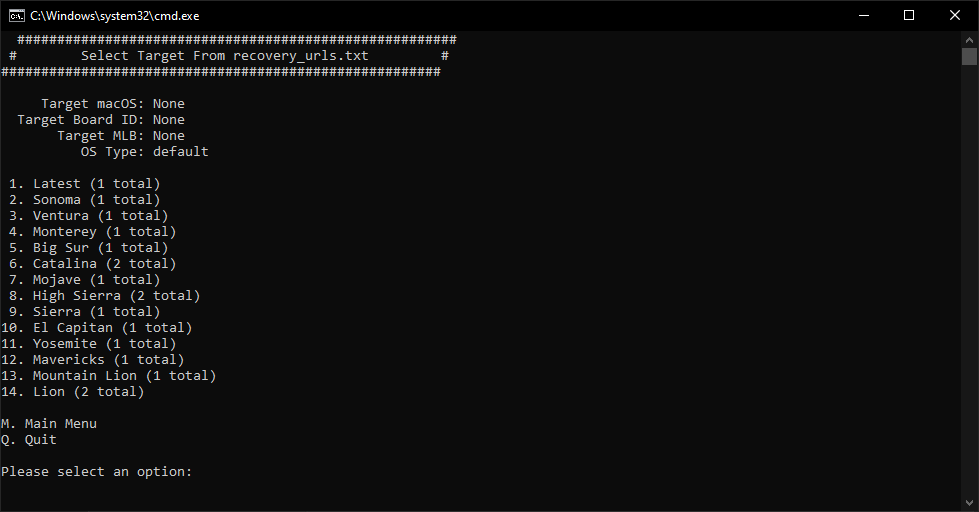 C:\Windows\system32\cmd.exe
#######################################################
# Select Target From recovery_urls.txt #
#######################################################
Target macOS: None
Target Board ID: None
Target MLB: None
OS Type: default
1. Latest (1 total)
2. Sonoma (1 total)
3. Ventura (1 total)
4. Monterey (1 total)
5. Big Sur (1 total)
6. Catalina (2 total)
7. Mojave (1 total)
8. High Sierra (2 total)
9. Sierra (1 total)
10. El Capitan (1 total)
11. Yosemite (1 total)
12. Mavericks (1 total)
13. Mountain Lion (1 total)
14. Lion (2 total)
M. Main Menu
Q. Quit
Please select an option: